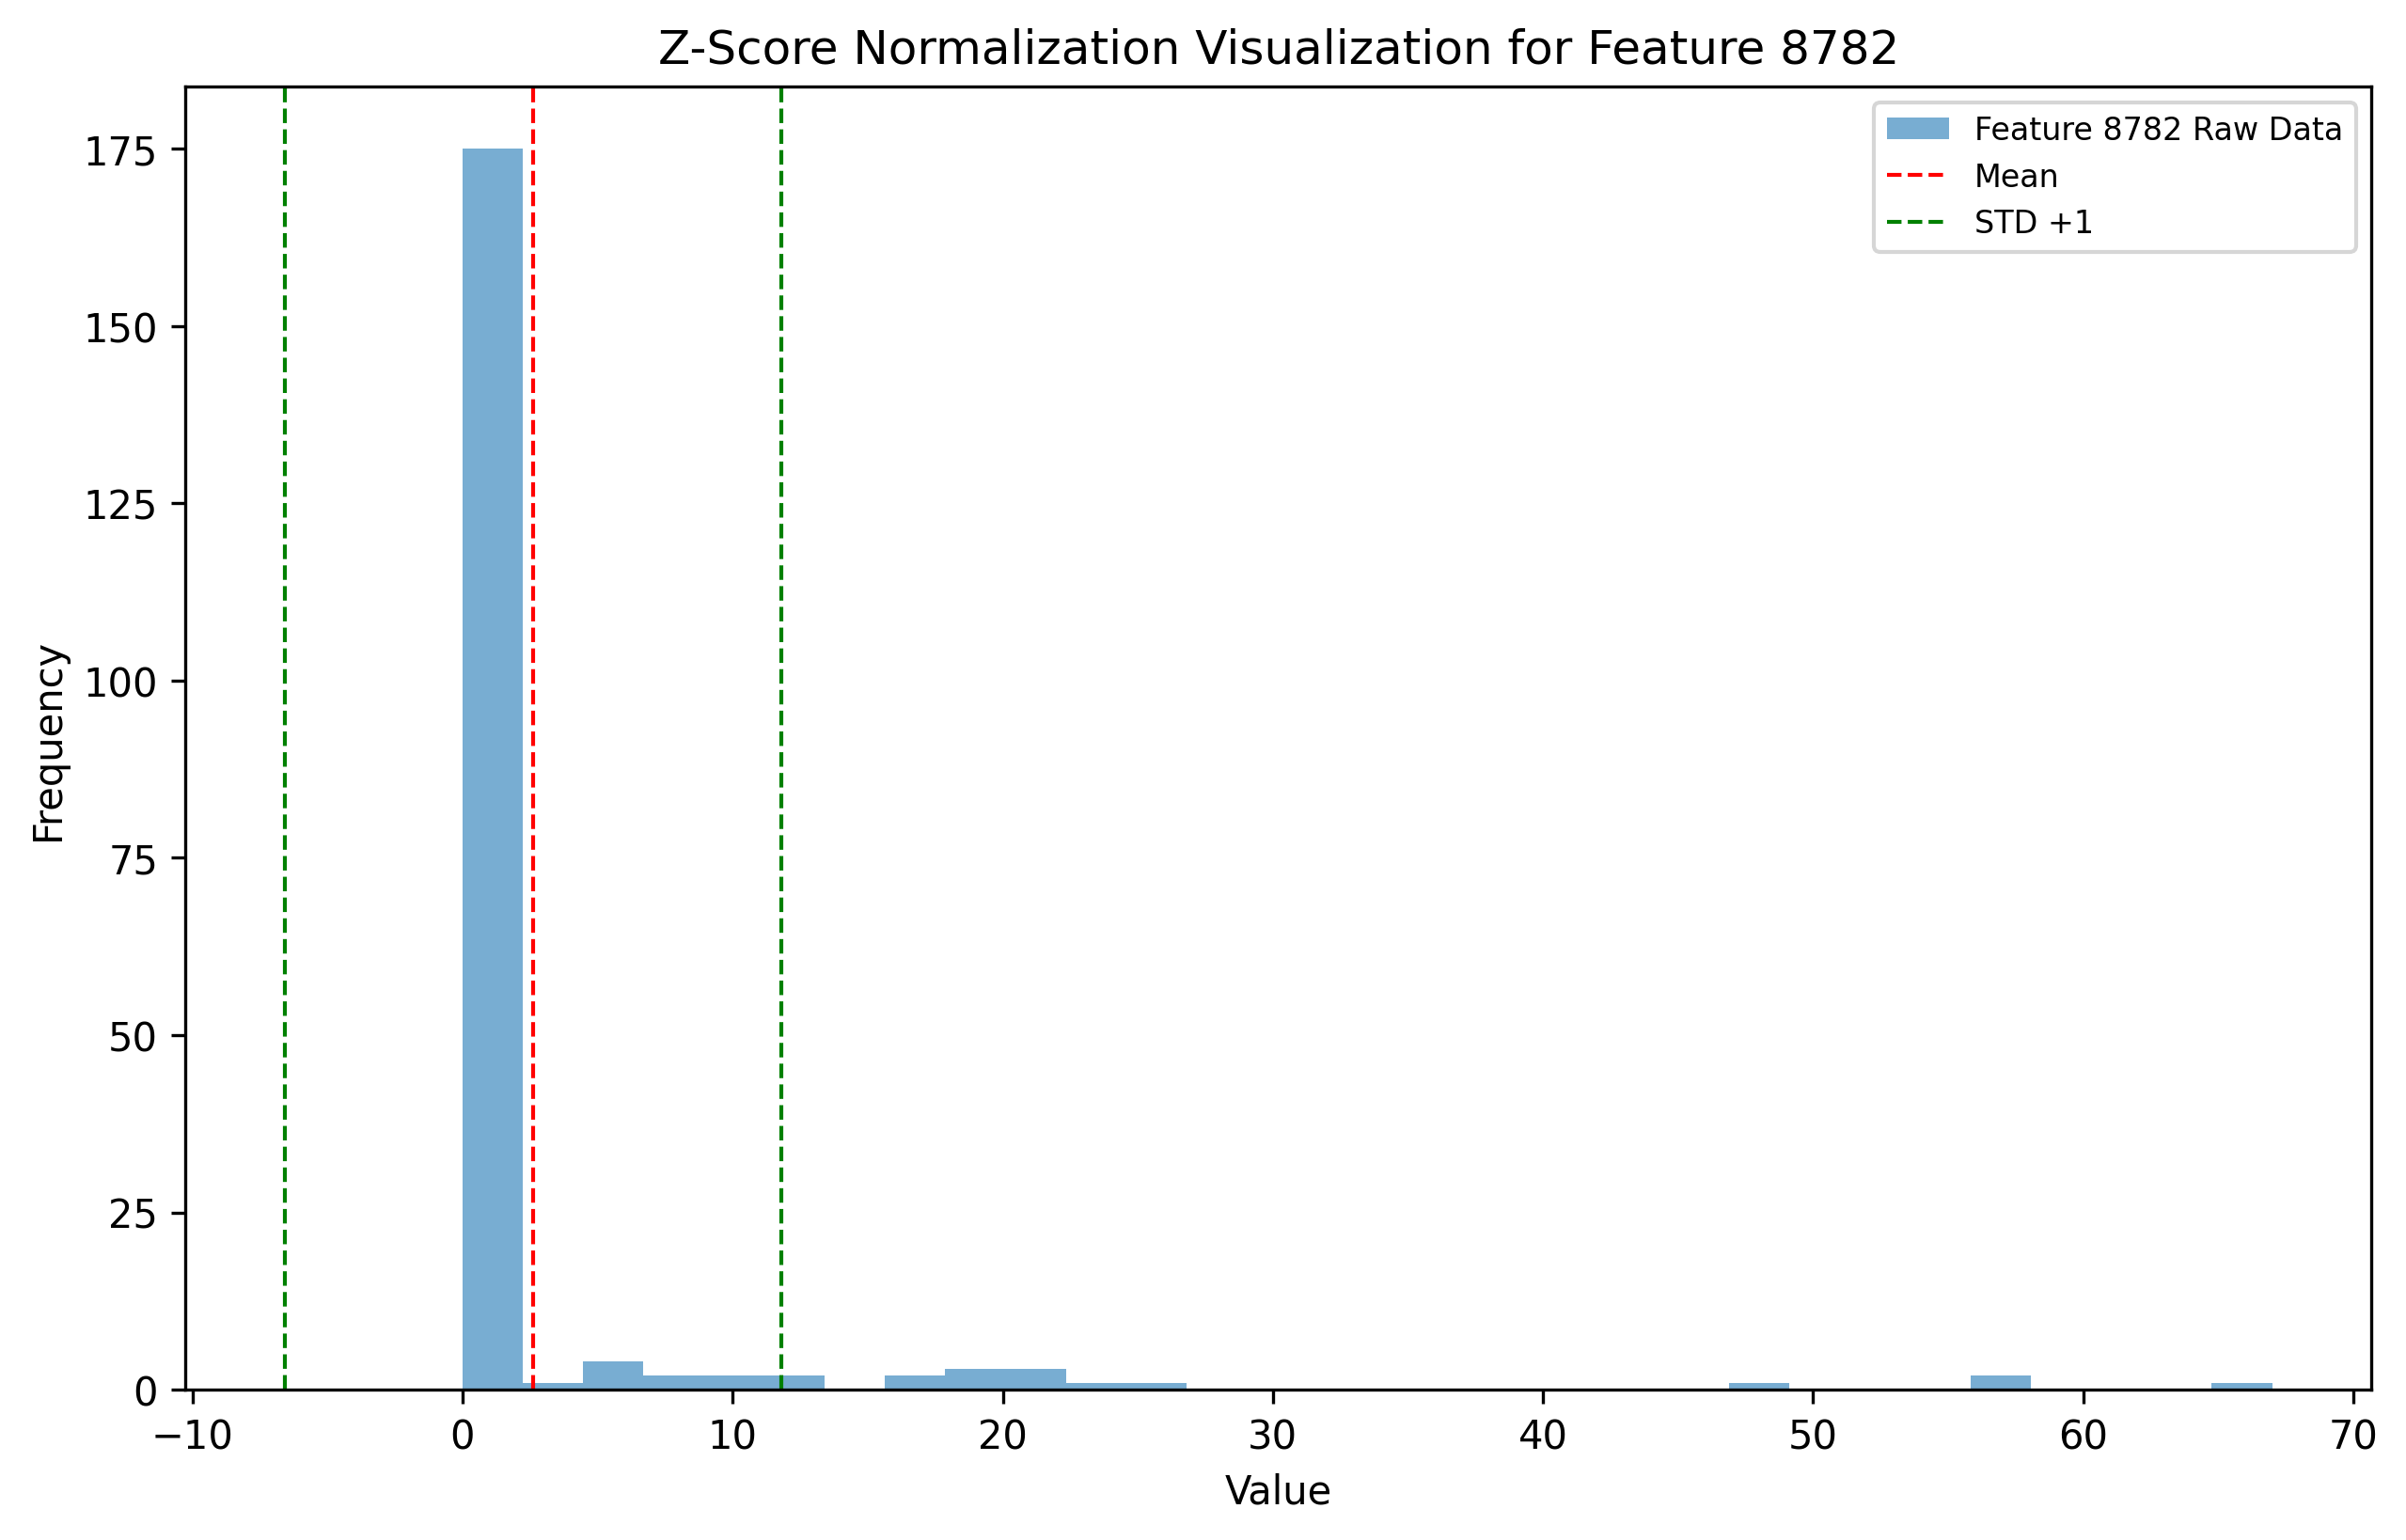 Z-Score Normalization Visualization for Feature 8782
Feature 8782 Raw Data
Mean
STD +1
Frequency
175
150
125
100
75
50
25
0
−10 0 10 20 30 40 50 60 70
Value